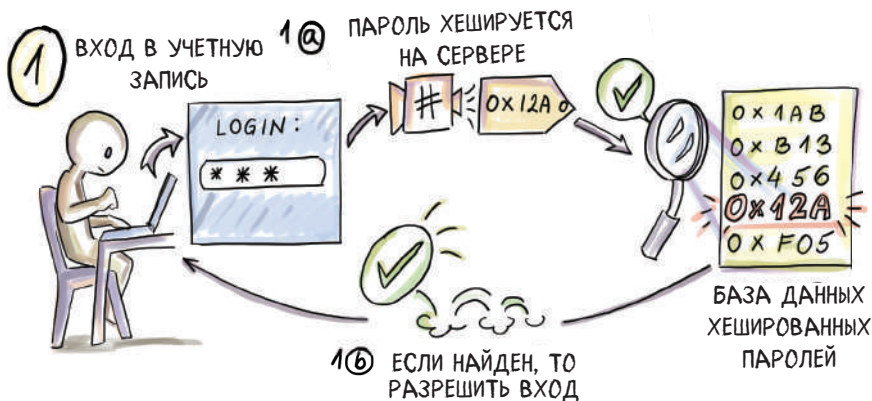 1
ВХОД В УЧЕТНУЮ
ЗАПИСЬ
1 a
ПАРОЛЬ ХЕШИРУЕТСЯ
НА СЕРВЕРЕ
LOGIN:
* * *
#
0X12A
0x1AB
0xB13
0x456
0x12A
0xF05
БАЗА ДАННЫХ
ХЕШИРОВАННЫХ
ПАРОЛЕЙ
1 b ЕСЛИ НАЙДЕН, ТО
РАЗРЕШИТЬ ВХОД